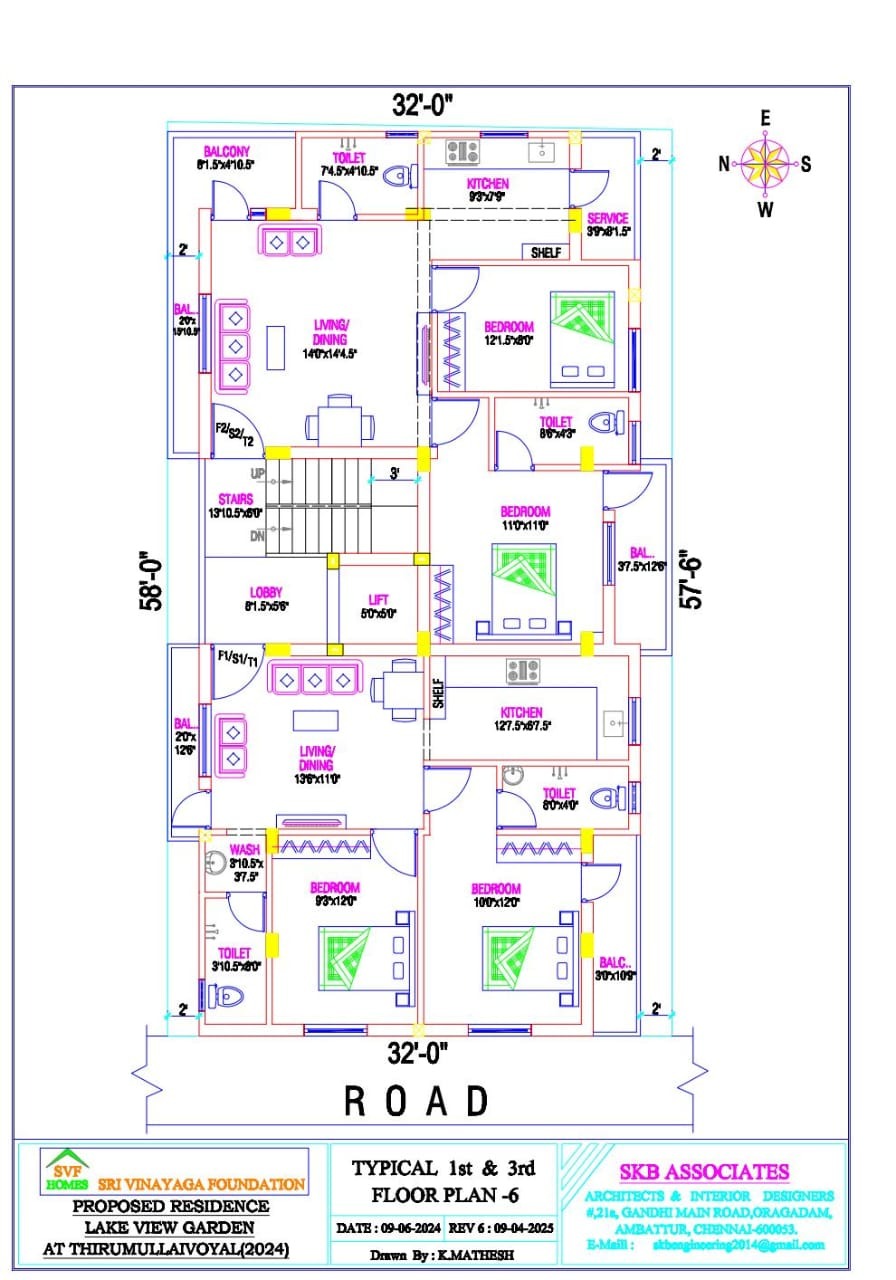 32'-0"
E
N
S
W
BALCONY
8'1.5"x4'10.5"
TOILET
7'4.5"x4'10.5"
KITCHEN
9'3"x7'9"
2'
SERVICE
3'9"x8'1.5"
SHELF
2'
BAL..
LIVING/
DINING
14'0"x14'4.5"
BEDROOM
12'1.5"x8'0"
F2/S2/T2
TOILET
8'6"x4'3"
UP
3'
STAIRS
13'10.5"x6'0"
DN
BEDROOM
11'0"x11'0"
BAL..
3'7.5"x12'6"
58'-0"
57'-6"
LOBBY
8'1.5"x5'6"
LIFT
5'0"x5'0"
F1/S1/T1
SHELF
KITCHEN
12'7.5"x6'7.5"
BAL..
2'0"x
12'6"
LIVING/
DINING
13'6"x11'0"
TOILET
8'0"x4'0"
WASH
3'10.5"x
3'7.5"
BEDROOM
9'3"x12'0"
BEDROOM
10'0"x12'0"
TOILET
3'10.5"x8'0"
BALC..
3'0"x10'9"
2'
2'
32'-0"
ROAD
SVF
HOMES
SRI VINAYAGA FOUNDATION
PROPOSED RESIDENCE
LAKE VIEW GARDEN
AT THIRUMULLAIVOYAL(2024)
TYPICAL 1st & 3rd
FLOOR PLAN -6
DATE : 09-06-2024 REV 6 : 09-04-2025
Drawn By : K.MATHESH
SKB ASSOCIATES
ARCHITECTS & INTERIOR DESIGNERS
#,21a, GANDHI MAIN ROAD,ORAGADAM,
AMBATTUR, CHENNAI-600053.
E-Maill : skbengineering2014@gmail.com